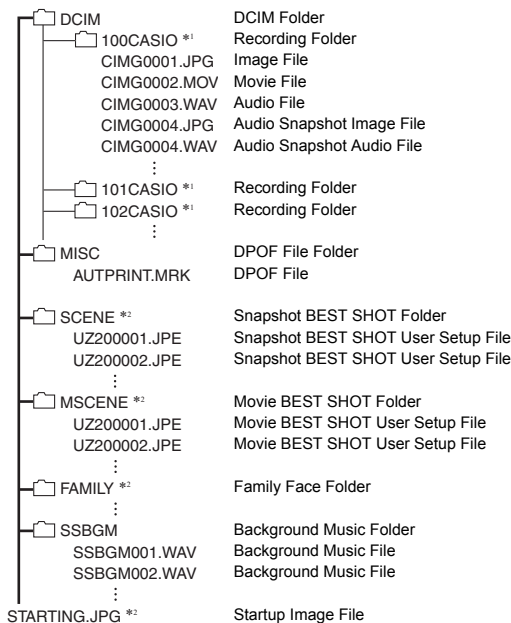 DCIM DCIM Folder
100CASIO *1 Recording Folder
CIMG0001.JPG Image File
CIMG0002.MOV Movie File
CIMG0003.WAV Audio File
CIMG0004.JPG Audio Snapshot Image File
CIMG0004.WAV Audio Snapshot Audio File
101CASIO *1 Recording Folder
102CASIO *1 Recording Folder
MISC DPOF File Folder
AUTPRINT.MRK DPOF File
SCENE *2 Snapshot BEST SHOT Folder
UZ200001.JPE Snapshot BEST SHOT User Setup File
UZ200002.JPE Snapshot BEST SHOT User Setup File
MSCENE *2 Movie BEST SHOT Folder
UZ200001.JPE Movie BEST SHOT User Setup File
UZ200002.JPE Movie BEST SHOT User Setup File
FAMILY *2 Family Face Folder
SSBGM Background Music Folder
SSBGM001.WAV Background Music File
SSBGM002.WAV Background Music File
STARTING.JPG *2 Startup Image File